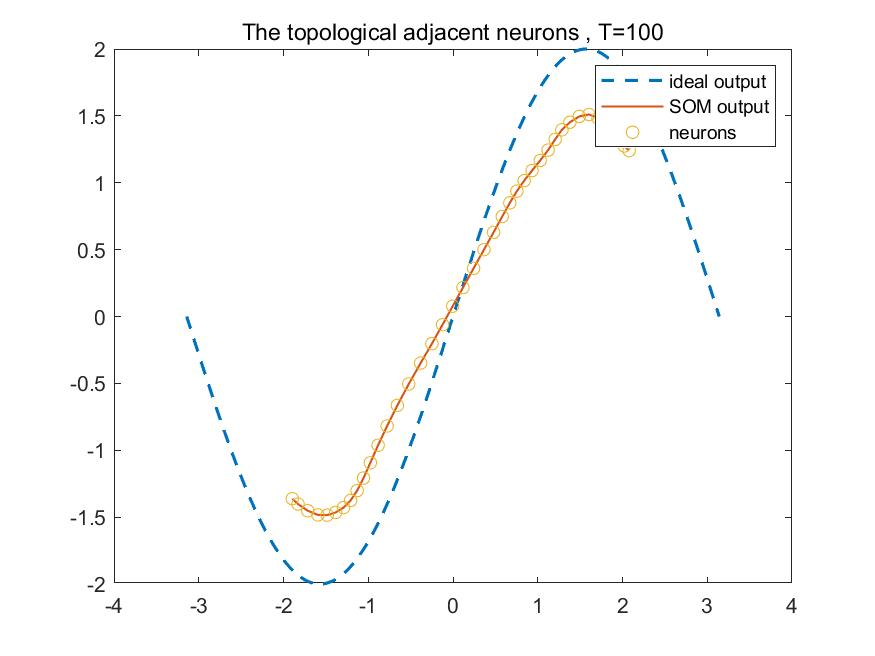 The topological adjacent neurons , T=100
2
1.5
1
0.5
0
-0.5
-1
-1.5
-2
-4 -3 -2 -1 0 1 2 3 4
ideal output
SOM output
neurons